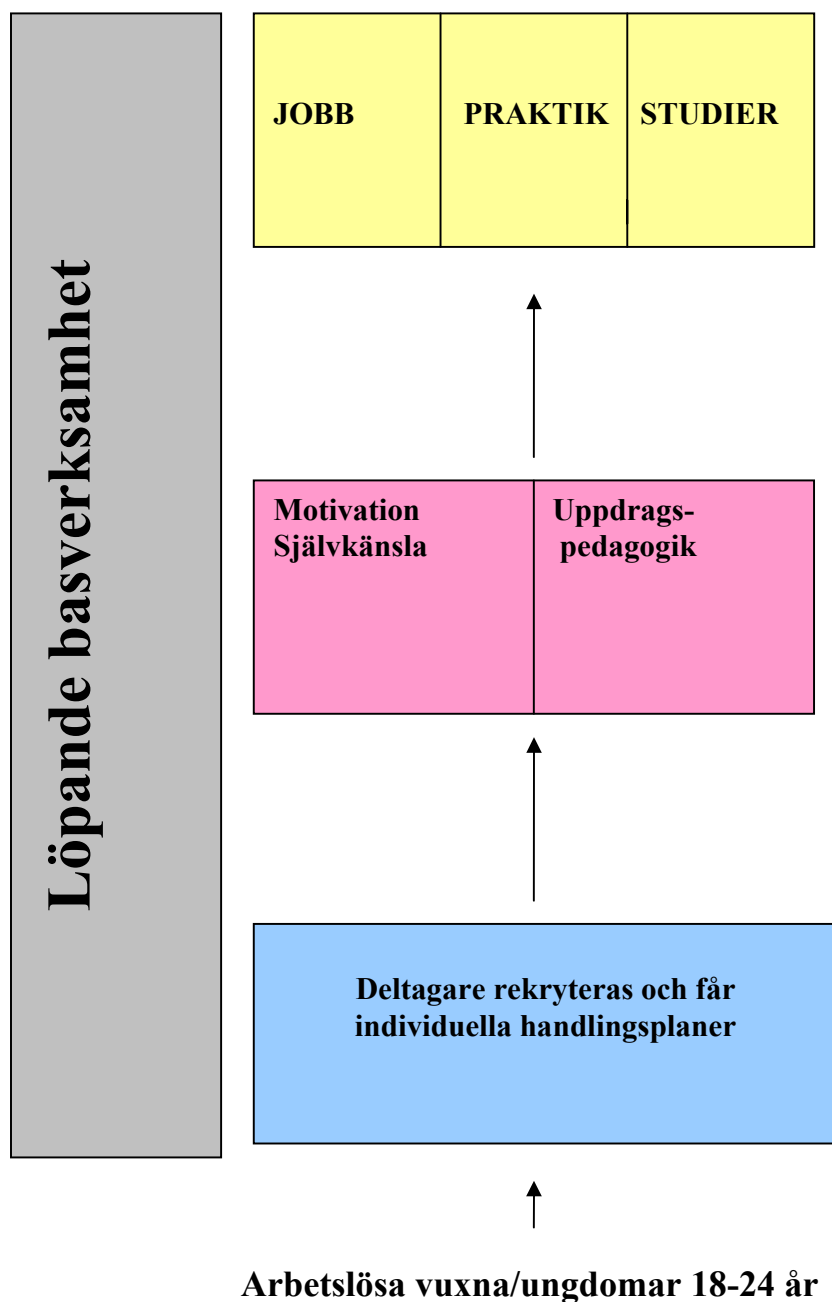 Löpande basverksamhet
JOBB
PRAKTIK
STUDIER
Motivation
Självkänsla
Uppdrags-
pedagogik
Deltagare rekryteras och får
individuella handlingsplaner
Arbetslösa vuxna/ungdomar 18-24 år